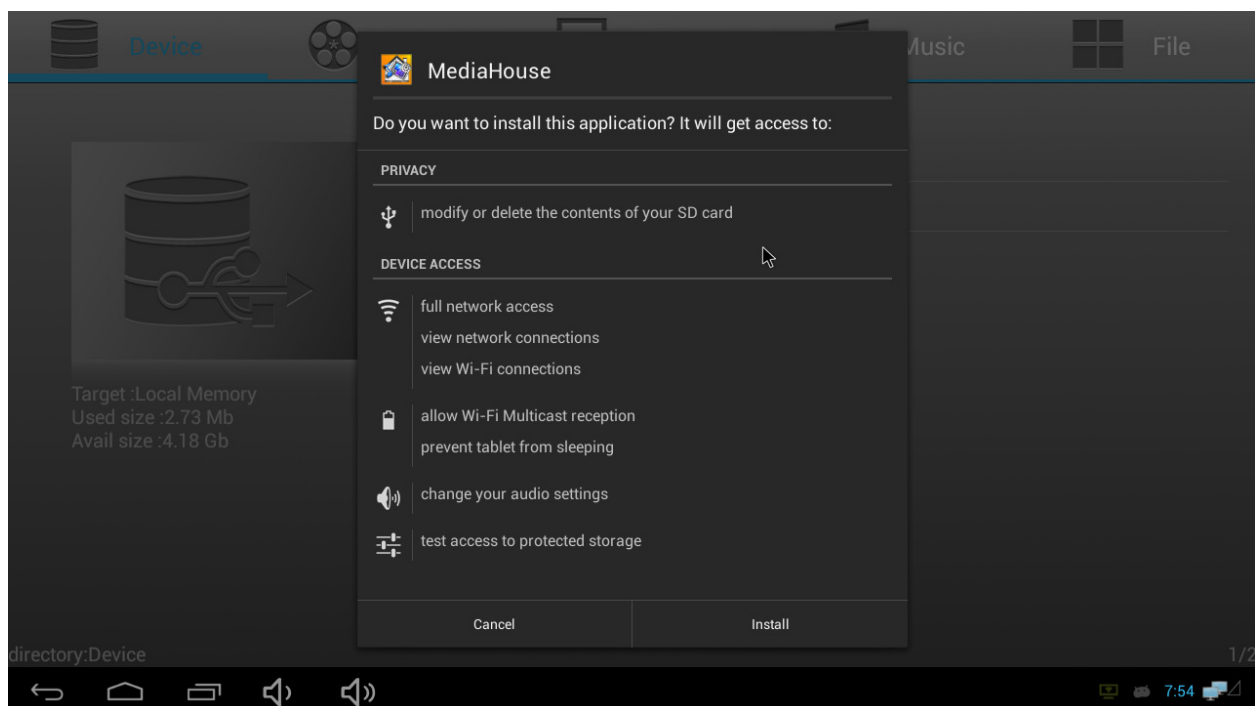 Device
Music
File
MediaHouse
Do you want to install this application? It will get access to:
PRIVACY
modify or delete the contents of your SD card
DEVICE ACCESS
full network access
view network connections
view Wi-Fi connections
allow Wi-Fi Multicast reception
prevent tablet from sleeping
change your audio settings
test access to protected storage
Cancel
Install
Target :Local Memory
Used size :2.73 Mb
Avail size :4.18 Gb
directory:Device
1/2
7:54